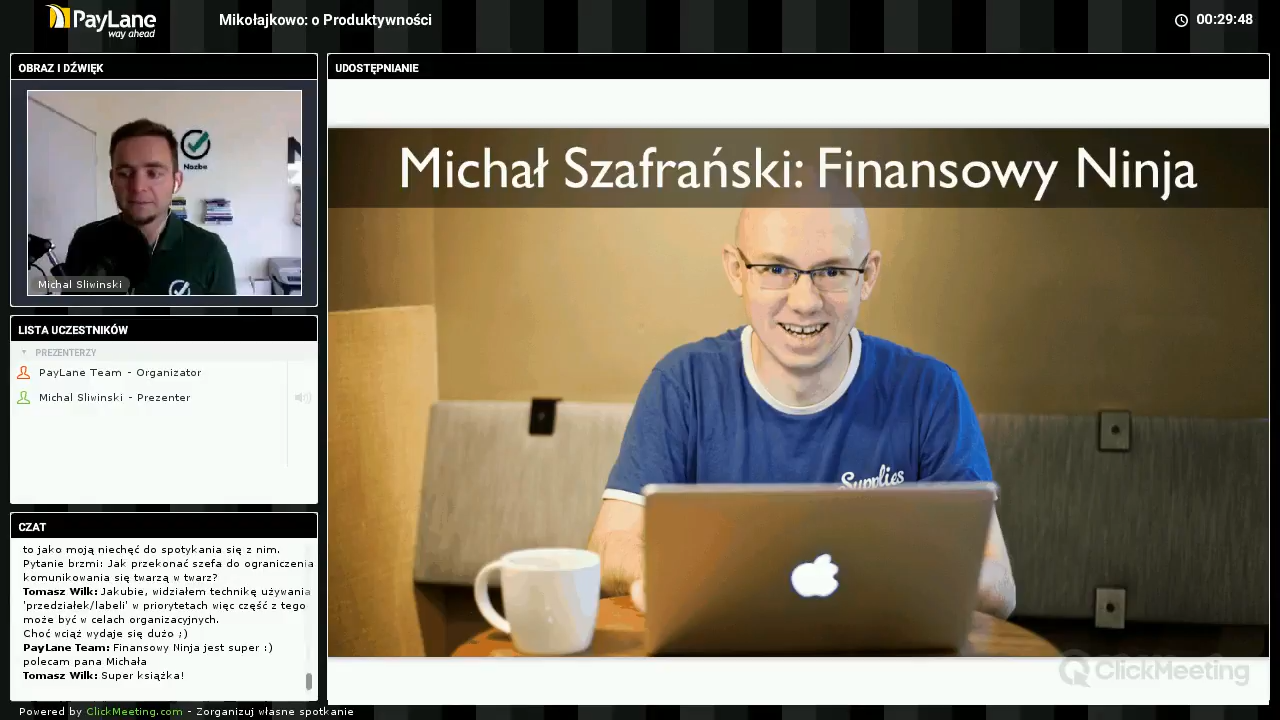 PayLane
way ahead
Mikołajkowo: o Produktywności
00:29:48
OBRAZ I DŹWIĘK
Nozbe
Michal Sliwinski
LISTA UCZESTNIKÓW
PREZENTERZY
PayLane Team - Organizator
Michal Sliwinski - Prezenter
CZAT
to jako moją niechęć do spotykania się z nim.
Pytanie brzmi: Jak przekonać szefa do ograniczenia
komunikowania się twarzą w twarz?
Tomasz Wilk: Jakubie, widziałem technikę używania
'przedziałek/labeli' w priorytetach więc część z tego
może być w celach organizacyjnych.
Choć wciąż wydaje się dużo ;)
PayLane Team: Finansowy Ninja jest super :)
polecam pana Michała
Tomasz Wilk: Super książka!
UDOSTĘPNIANIE
Michał Szafrański: Finansowy Ninja
Supplies
ClickMeeting
Powered by ClickMeeting.com - Zorganizuj własne spotkanie